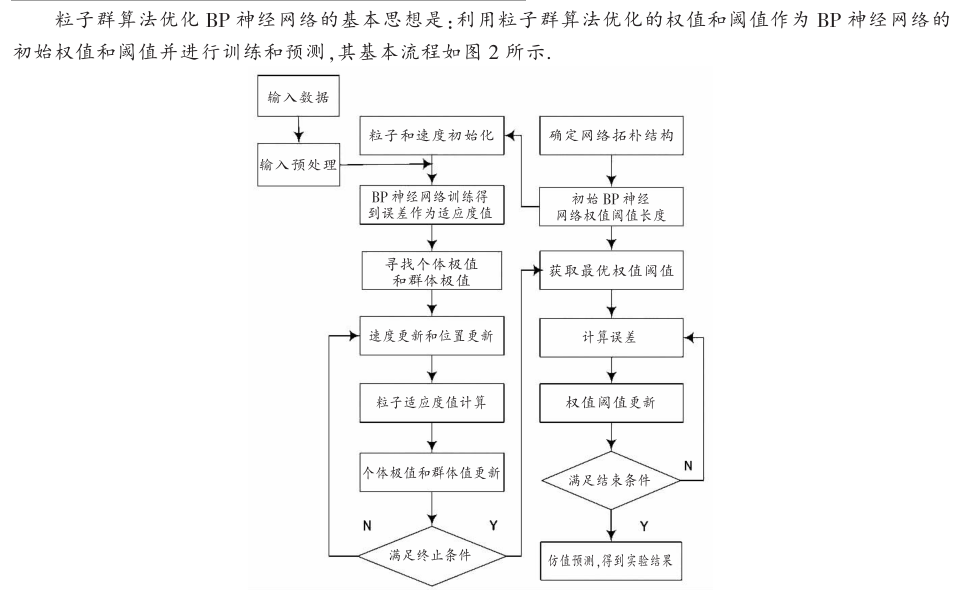 粒子群算法优化 BP 神经网络的基本思想是:利用粒子群算法优化的权值和阈值作为 BP 神经网络的
初始权值和阈值并进行训练和预测,其基本流程如图 2 所示.
输入数据
输入预处理
粒子和速度初始化
BP 神经网络训练得
到误差作为适应度值
寻找个体极值
和群体极值
速度更新和位置更新
粒子适应度值计算
个体极值和群体值更新
N
Y
满足终止条件
确定网络拓朴结构
初始 BP 神经
网络权值阈值长度
获取最优权值阈值
计算误差
权值阈值更新
满足结束条件
N
Y
仿值预测,得到实验结果